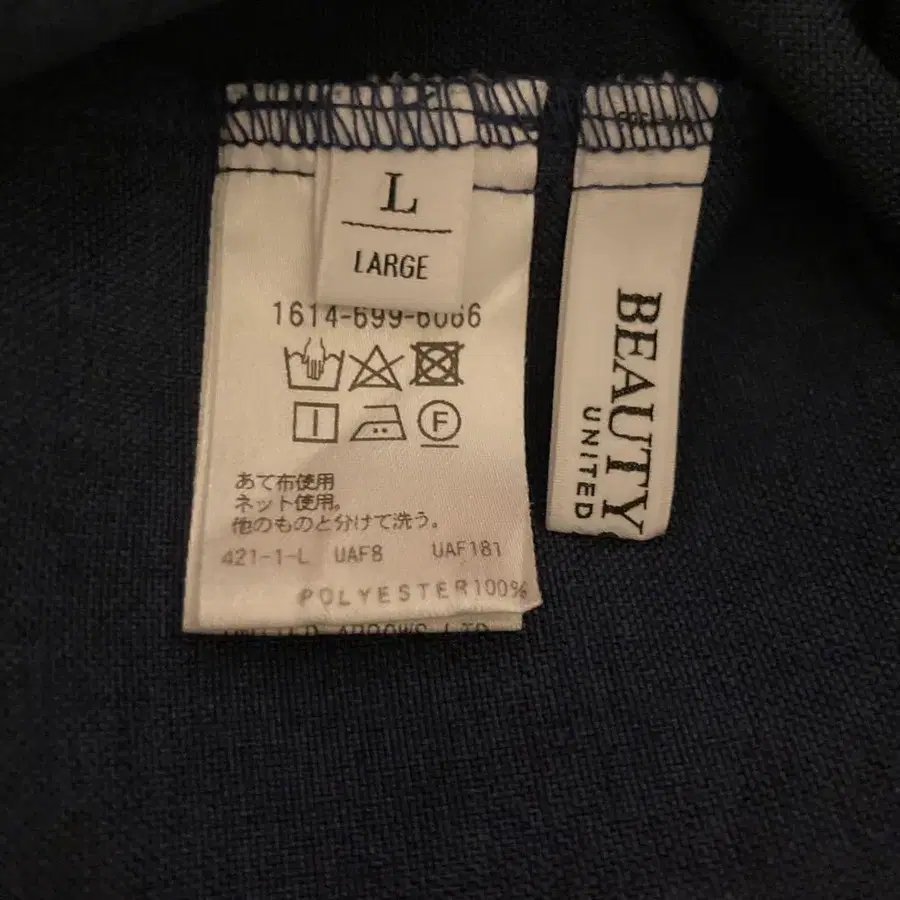 L
LARGE
1614-699-6066
F
あて布使用
ネット使用。
他のものと分けて洗う。
421-1-L UAF8 UAF181
POLYESTER100%
BEAUTY
UNITED